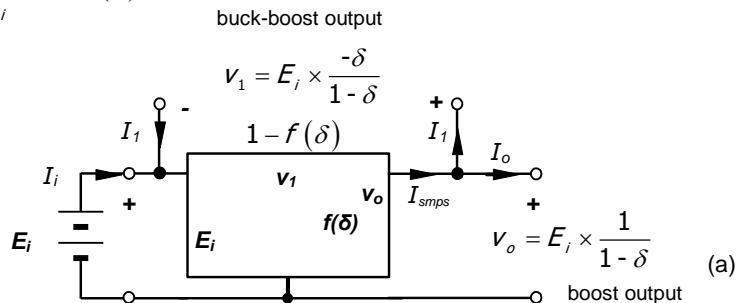 i
buck-boost output
v₁ = Eᵢ × -δ / 1 - δ
- +
I₁ 1 − f(δ) I₁
Iᵢ v₁ Iₒ
+ vₒ Iₛₘₚₛ +
f(δ)
Eᵢ Eᵢ vₒ = Eᵢ × 1 / 1 - δ (a)
boost output